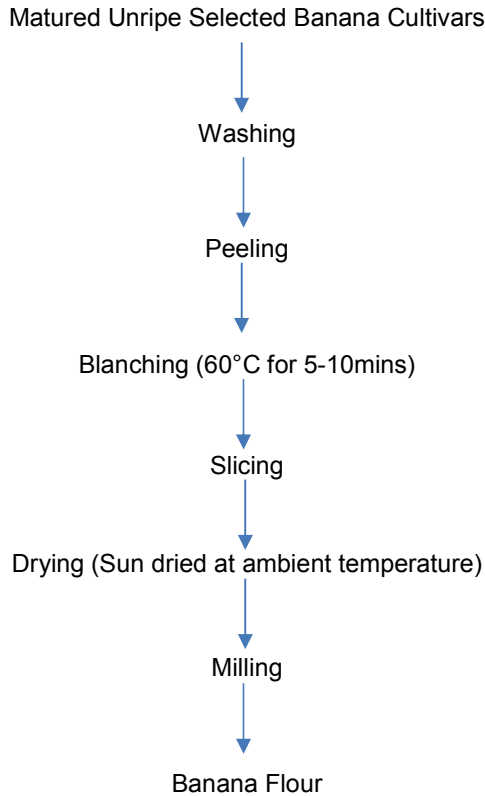 Matured Unripe Selected Banana Cultivars
Washing
Peeling
Blanching (60°C for 5-10mins)
Slicing
Drying (Sun dried at ambient temperature)
Milling
Banana Flour